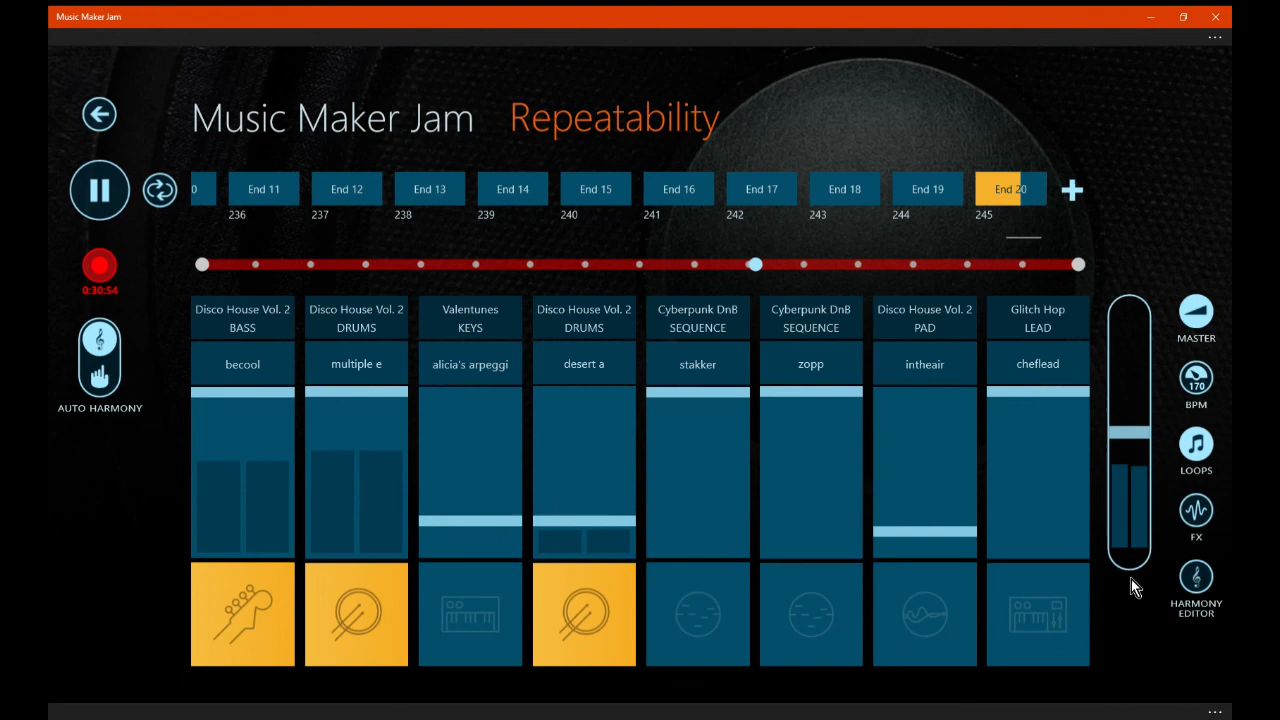 Music Maker Jam
Music Maker Jam Repeatability
0 End 11 End 12 End 13 End 14 End 15 End 16 End 17 End 18 End 19 End 20
236 237 238 239 240 241 242 243 244 245
0:30:54
AUTO HARMONY
Disco House Vol. 2 Disco House Vol. 2 Valentunes Disco House Vol. 2 Cyberpunk DnB Cyberpunk DnB Disco House Vol. 2 Glitch Hop
BASS DRUMS KEYS DRUMS SEQUENCE SEQUENCE PAD LEAD
becool multiple e alicia's arpeggi desert a stakker zopp intheair cheflead
MASTER
170
BPM
LOOPS
FX
HARMONY
EDITOR